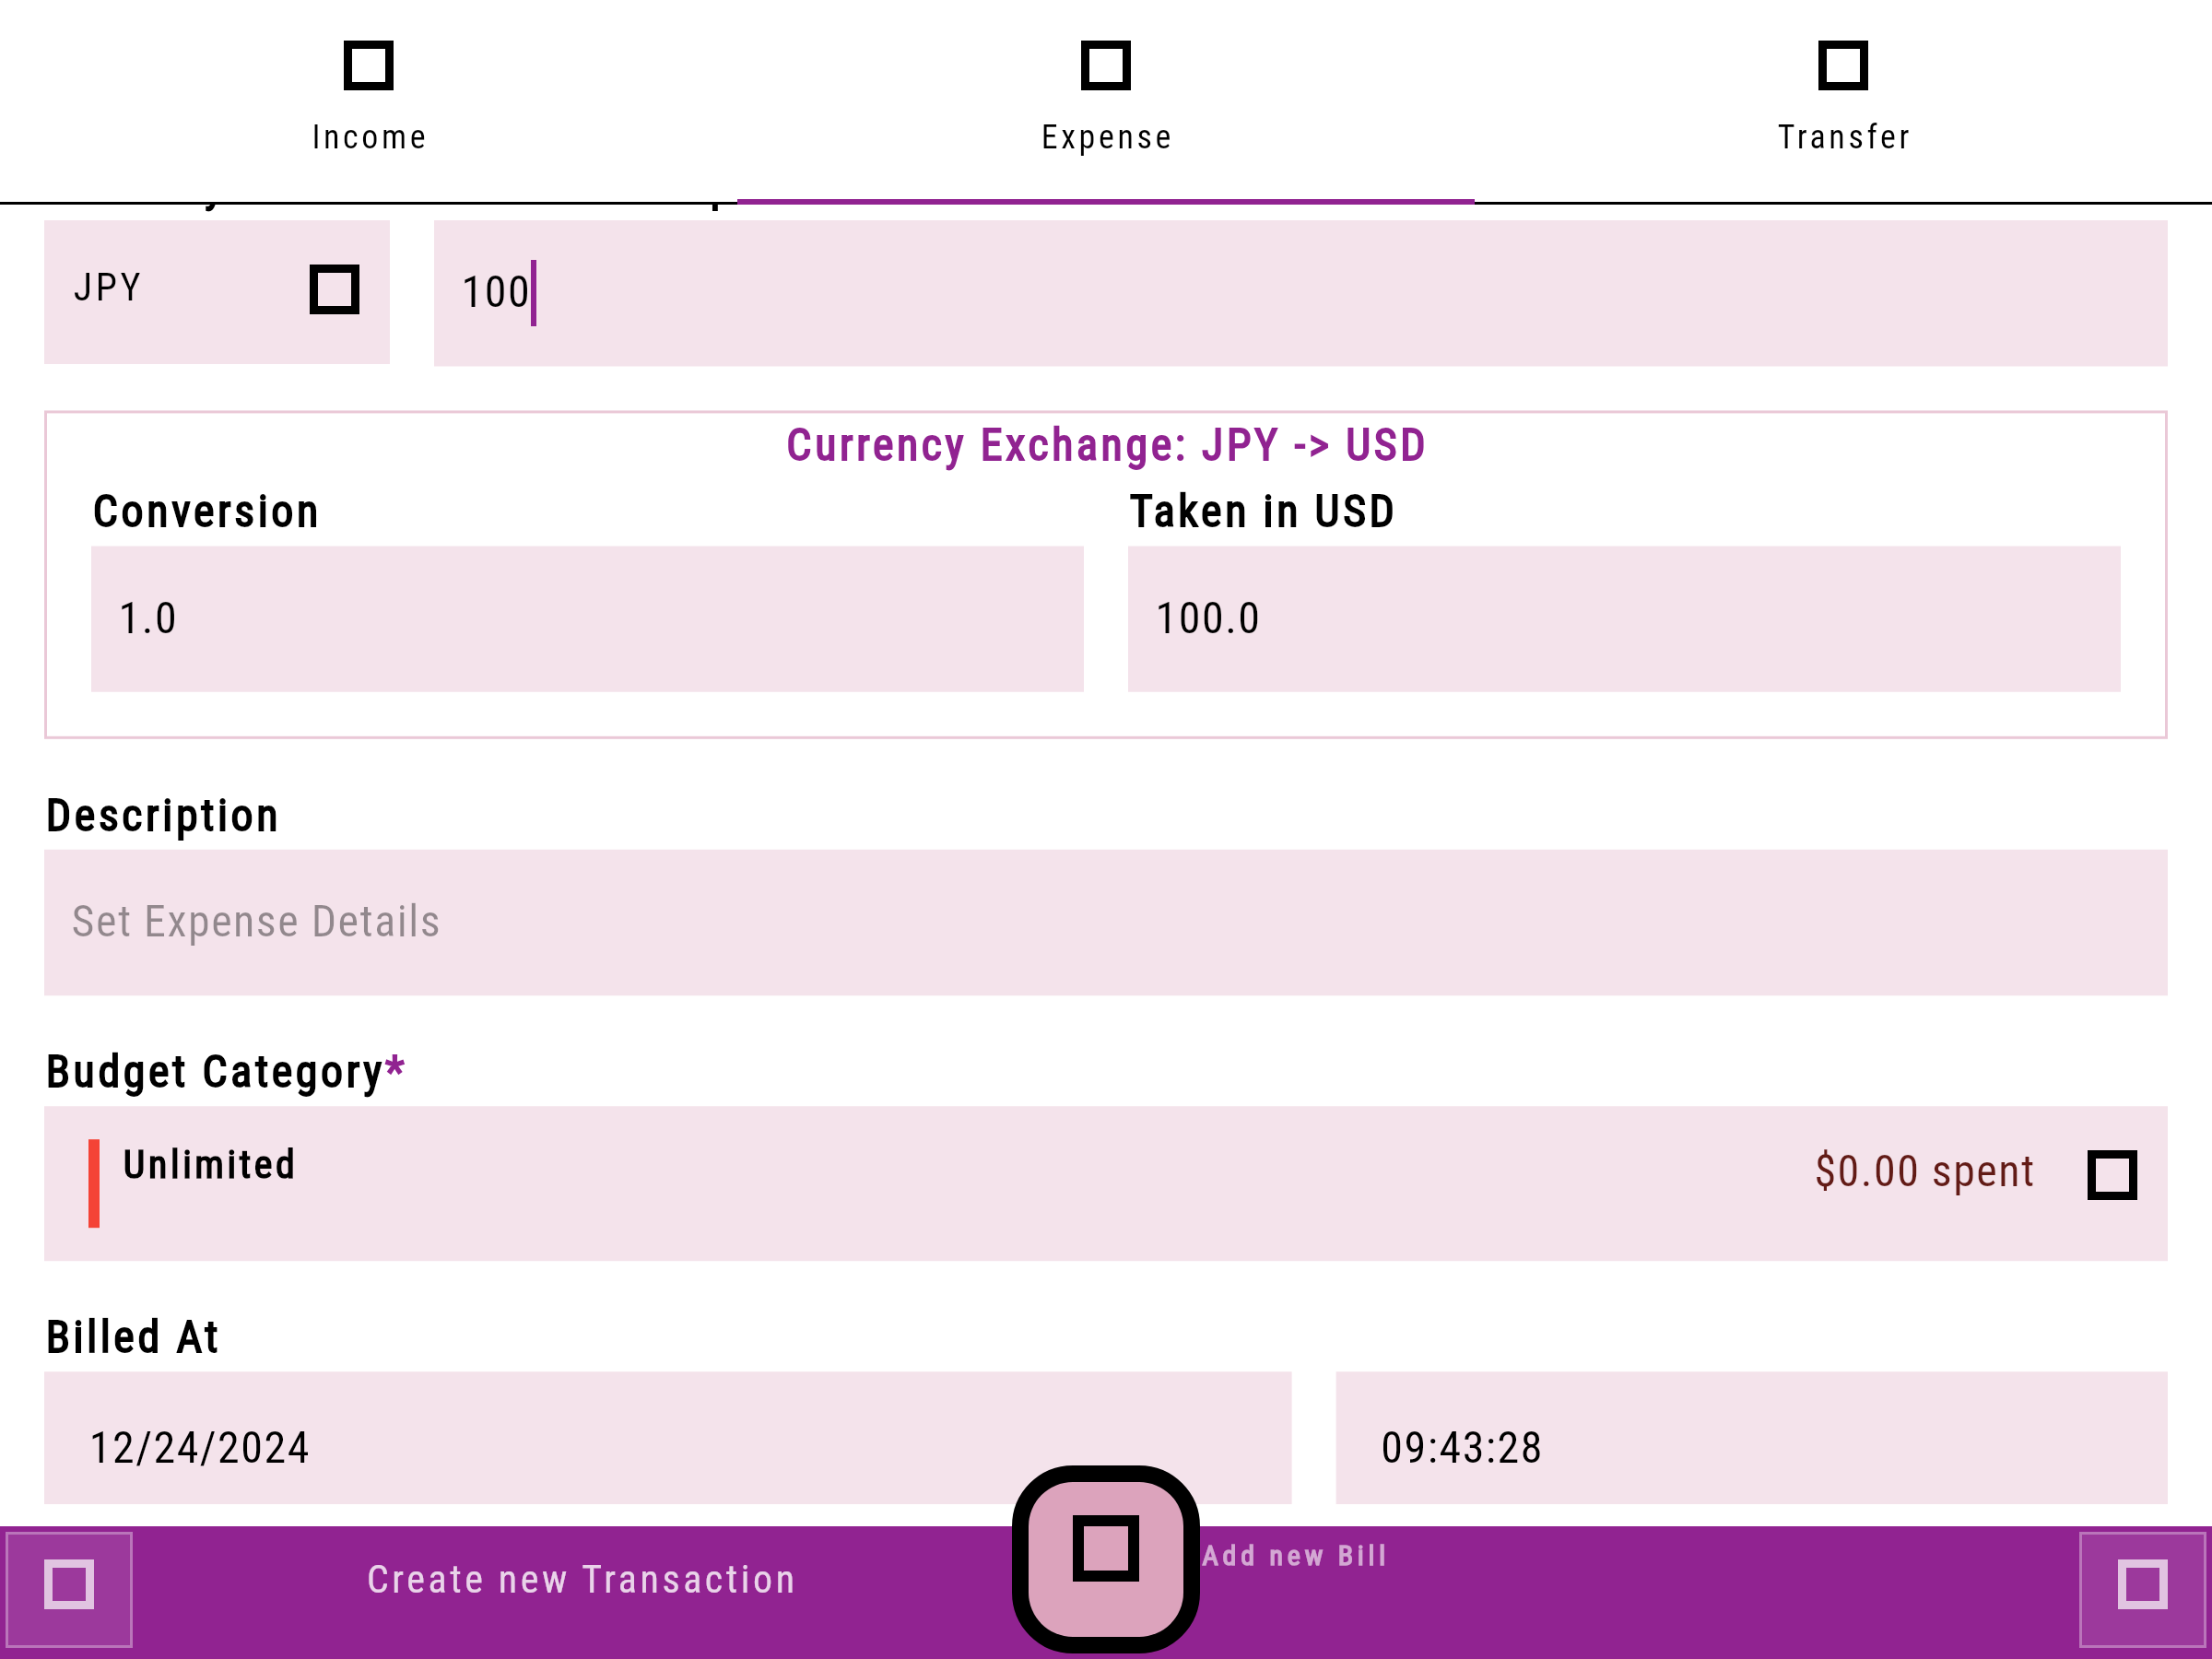 Income
Expense
Transfer
JPY
100
Currency Exchange: JPY -> USD
Conversion
Taken in USD
1.0
100.0
Description
Set Expense Details
Budget Category*
Unlimited
$0.00 spent
Billed At
12/24/2024
09:43:28
Create new Transaction
Add new Bill